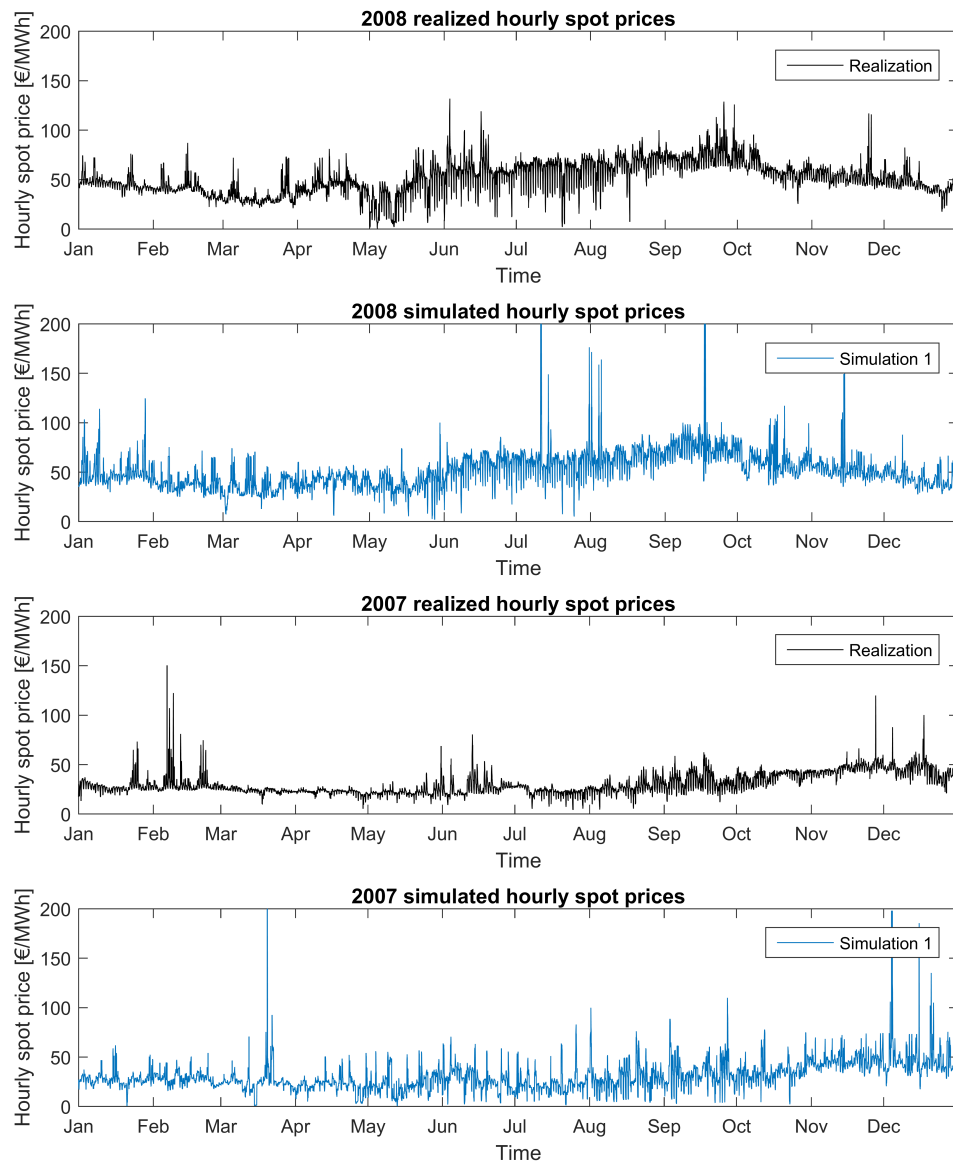 2008 realized hourly spot prices
Hourly spot price [€/MWh]
200
150
100
50
0
Realization
Jan Feb Mar Apr May Jun Jul Aug Sep Oct Nov Dec
Time
2008 simulated hourly spot prices
Hourly spot price [€/MWh]
200
150
100
50
0
Simulation 1
Jan Feb Mar Apr May Jun Jul Aug Sep Oct Nov Dec
Time
2007 realized hourly spot prices
Hourly spot price [€/MWh]
200
150
100
50
0
Realization
Jan Feb Mar Apr May Jun Jul Aug Sep Oct Nov Dec
Time
2007 simulated hourly spot prices
Hourly spot price [€/MWh]
200
150
100
50
0
Simulation 1
Jan Feb Mar Apr May Jun Jul Aug Sep Oct Nov Dec
Time